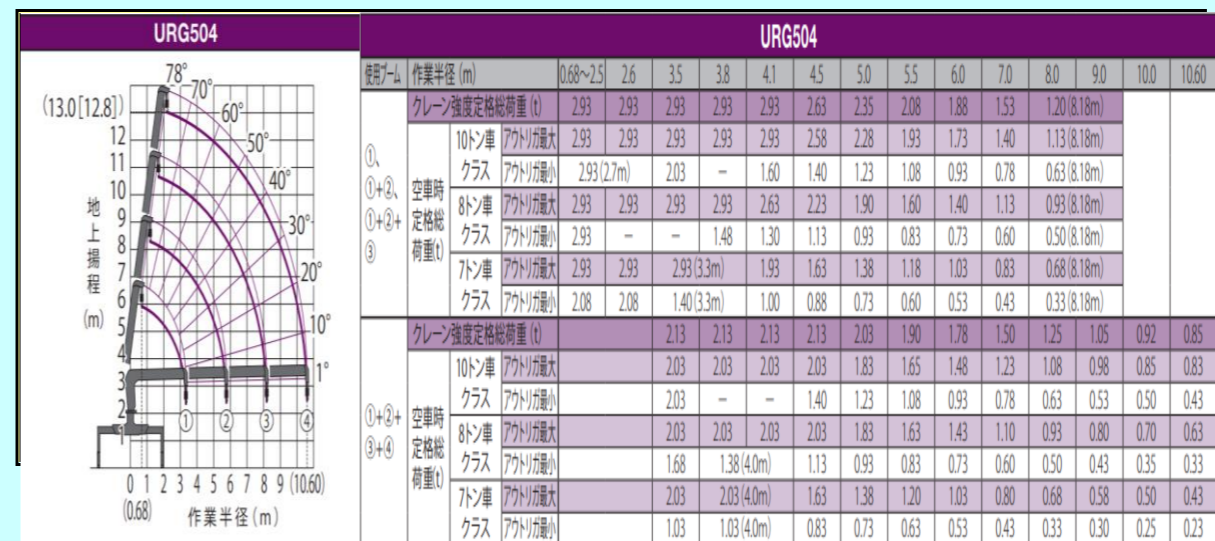 URG504
(13.0[12.8])
78°
70°
60°
50°
40°
30°
20°
10°
1°
12
11
10
9
8
7
6
5
4
3
2
1
地上揚程
(m)
① ② ③ ④
0 1 2 3 4 5 6 7 8 9 (10.60)
(0.68)
作業半径(m)
URG504
使用ブーム 作業半径(m) 0.68~2.5 2.6 3.5 3.8 4.1 4.5 5.0 5.5 6.0 7.0 8.0 9.0 10.0 10.60
①、
①+②、
①+②+
③
クレーン強度定格総荷重(t) 2.93 2.93 2.93 2.93 2.93 2.63 2.35 2.08 1.88 1.53 1.20(8.18m)
空車時
定格総
荷重(t)
10トン車
クラス
アウトリガ最大 2.93 2.93 2.93 2.93 2.93 2.58 2.28 1.93 1.73 1.40 1.13(8.18m)
アウトリガ最小 2.93(2.7m) 2.03 – 1.60 1.40 1.23 1.08 0.93 0.78 0.63(8.18m)
8トン車
クラス
アウトリガ最大 2.93 2.93 2.93 2.93 2.63 2.23 1.90 1.60 1.40 1.13 0.93(8.18m)
アウトリガ最小 2.93 – – 1.48 1.30 1.13 0.93 0.83 0.73 0.60 0.50(8.18m)
7トン車
クラス
アウトリガ最大 2.93 2.93 2.93(3.3m) 1.93 1.63 1.38 1.18 1.03 0.83 0.68(8.18m)
アウトリガ最小 2.08 2.08 1.40(3.3m) 1.00 0.88 0.73 0.60 0.53 0.43 0.33(8.18m)
①+②+
③+④
クレーン強度定格総荷重(t) 2.13 2.13 2.13 2.13 2.03 1.90 1.78 1.50 1.25 1.05 0.92 0.85
空車時
定格総
荷重(t)
10トン車
クラス
アウトリガ最大 2.03 2.03 2.03 2.03 1.83 1.65 1.48 1.23 1.08 0.98 0.85 0.83
アウトリガ最小 2.03 – – 1.40 1.23 1.08 0.93 0.78 0.63 0.53 0.50 0.43
8トン車
クラス
アウトリガ最大 2.03 2.03 2.03 2.03 1.83 1.63 1.43 1.10 0.93 0.80 0.70 0.63
アウトリガ最小 1.68 1.38(4.0m) 1.13 0.93 0.83 0.73 0.60 0.50 0.43 0.35 0.33
7トン車
クラス
アウトリガ最大 2.03 2.03(4.0m) 1.63 1.38 1.20 1.03 0.80 0.68 0.58 0.50 0.43
アウトリガ最小 1.03 1.03(4.0m) 0.83 0.73 0.63 0.53 0.43 0.33 0.30 0.25 0.23